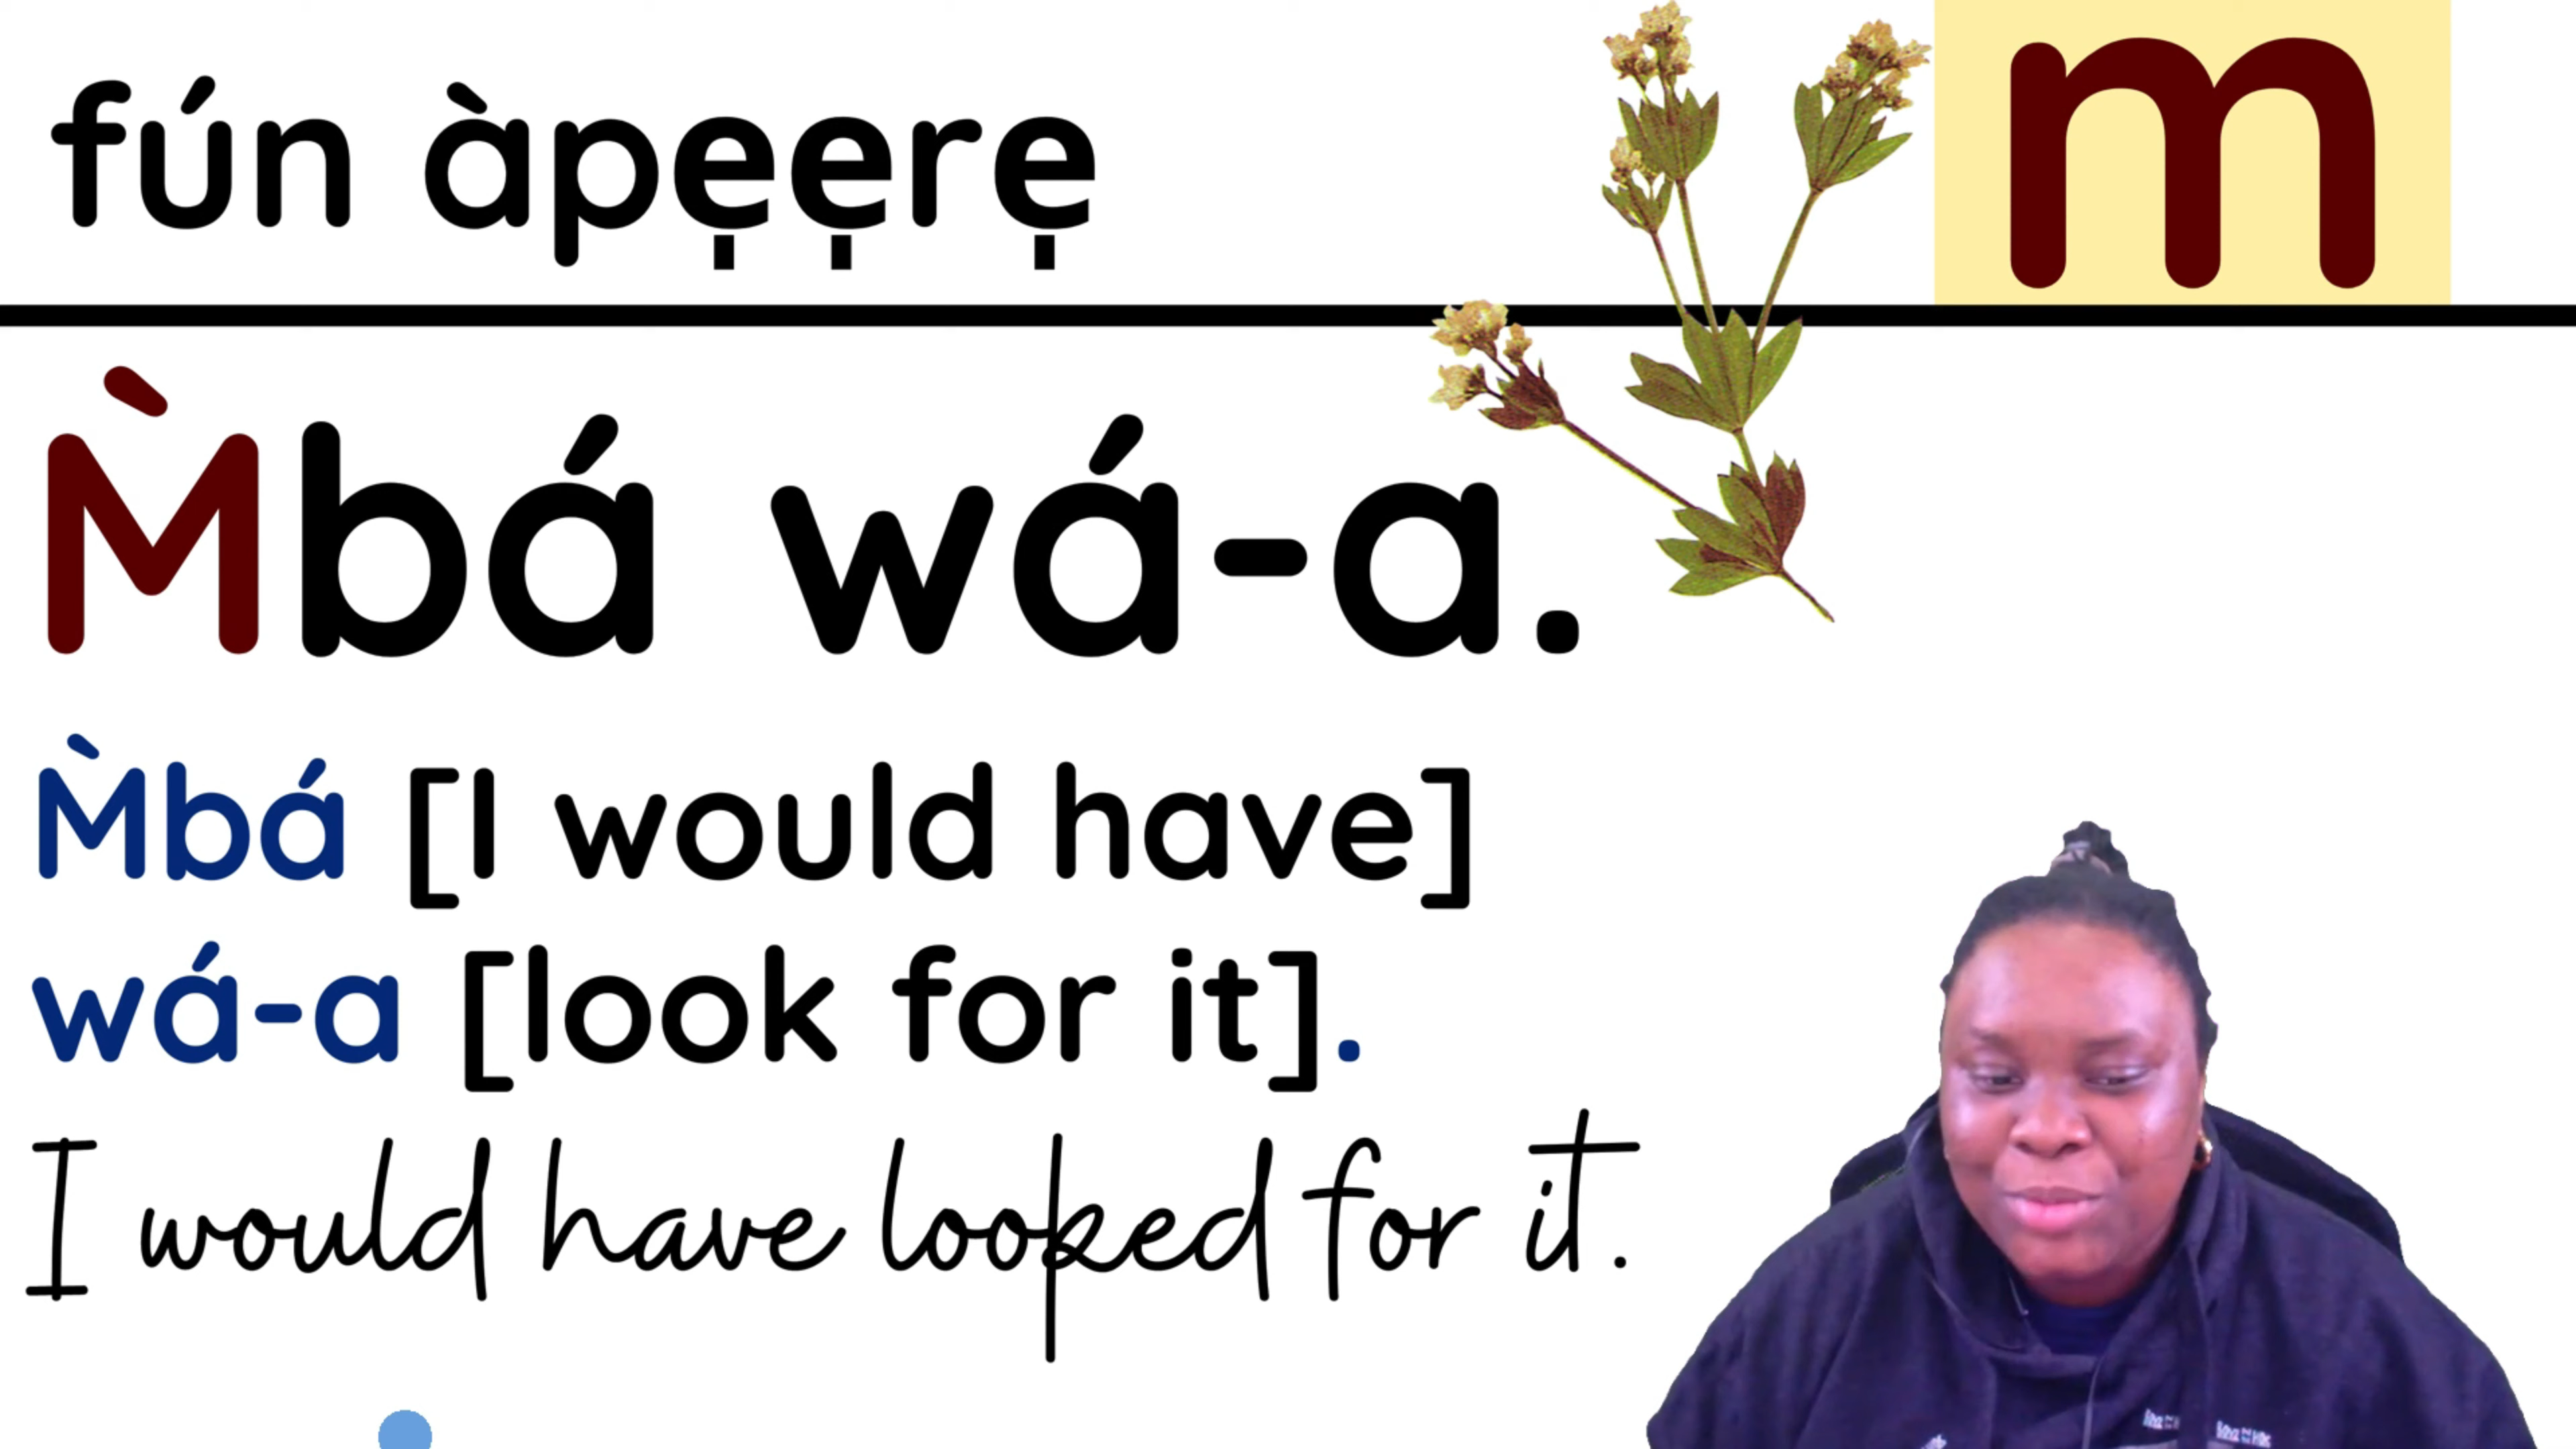 fún àpẹẹrẹ
m
M̀bá wá-a.
M̀bá [I would have]
wá-a [look for it].
I would have looked for it.